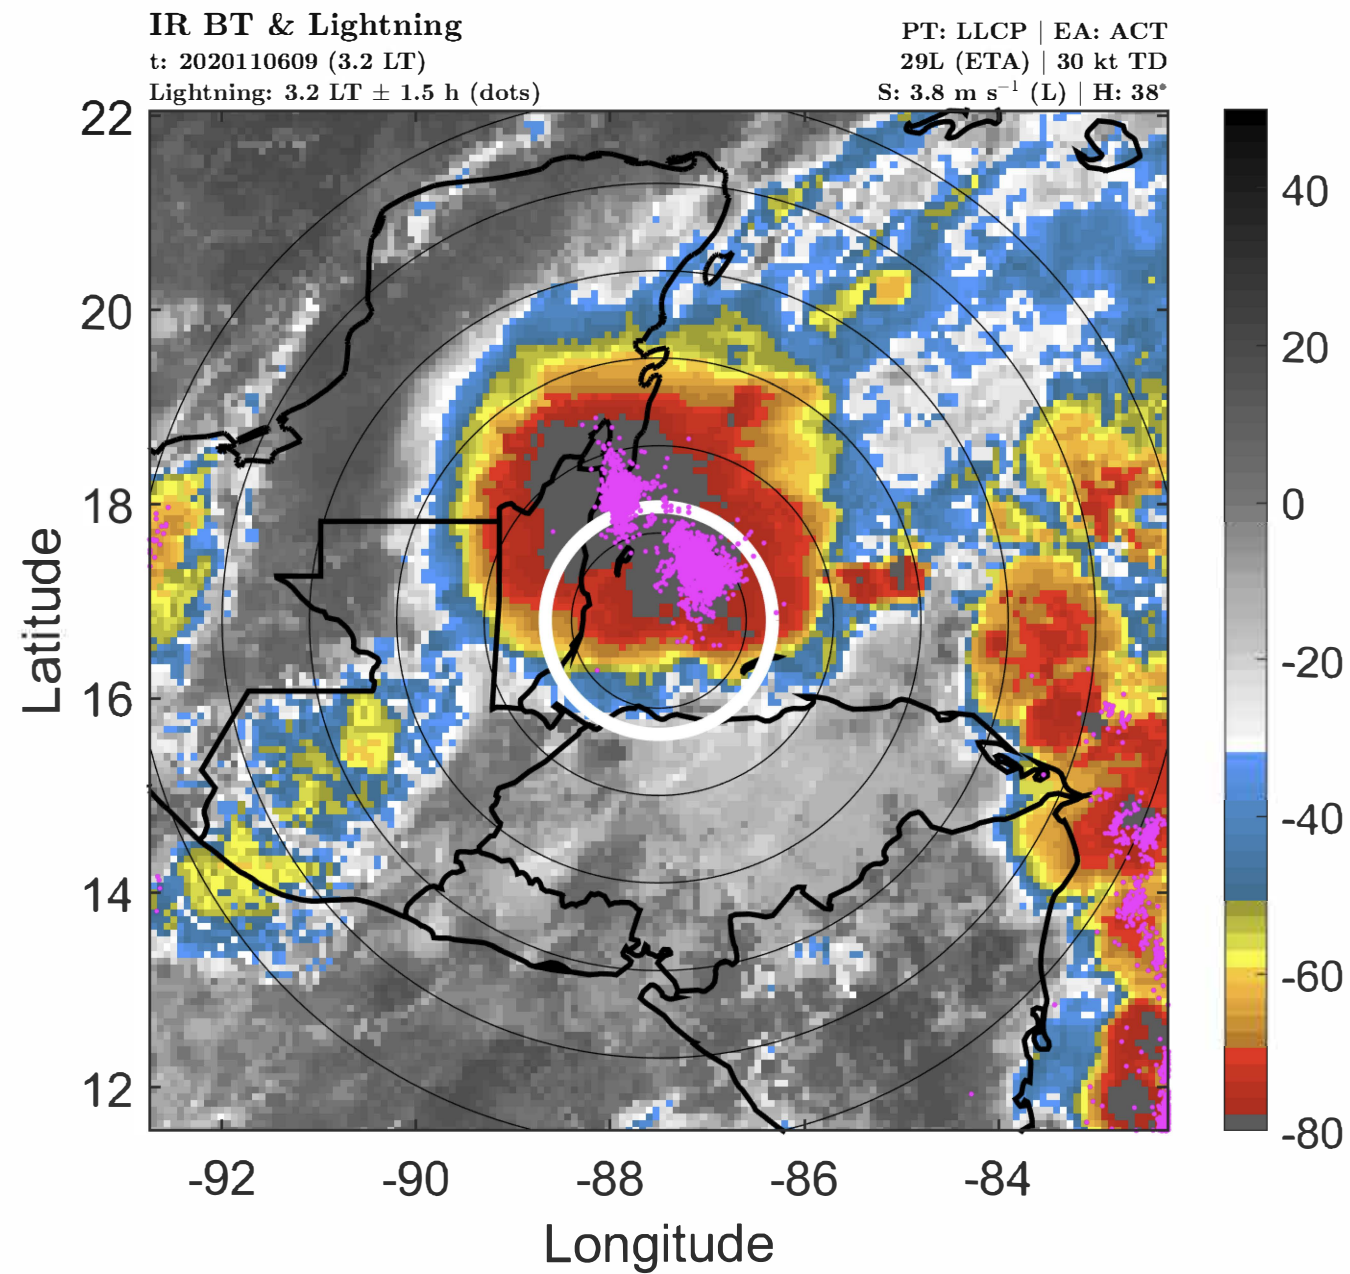 IR BT & Lightning
t: 2020110609 (3.2 LT)
Lightning: 3.2 LT ± 1.5 h (dots)
PT: LLCP | EA: ACT
29L (ETA) | 30 kt TD
S: 3.8 m s⁻¹ (L) | H: 38°
22
20
18
16
14
12
Latitude
-92
-90
-88
-86
-84
Longitude
40
20
0
-20
-40
-60
-80